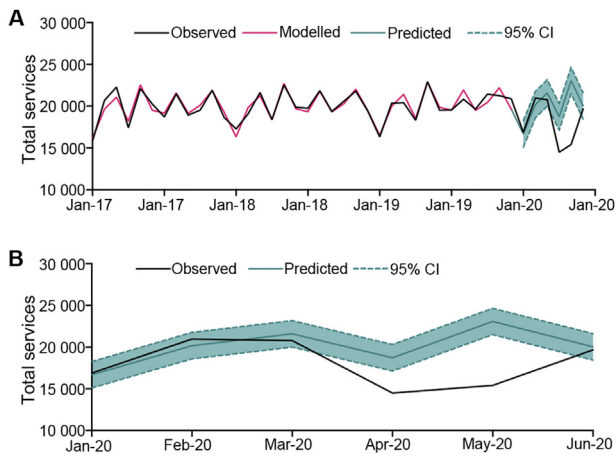 A
Observed Modelled Predicted 95% CI
Total services
30 000
25 000
20 000
15 000
10 000
Jan-17 Jan-17 Jan-18 Jan-18 Jan-19 Jan-19 Jan-20 Jan-20
B
Observed Predicted 95% CI
Total services
30 000
25 000
20 000
15 000
10 000
Jan-20 Feb-20 Mar-20 Apr-20 May-20 Jun-20